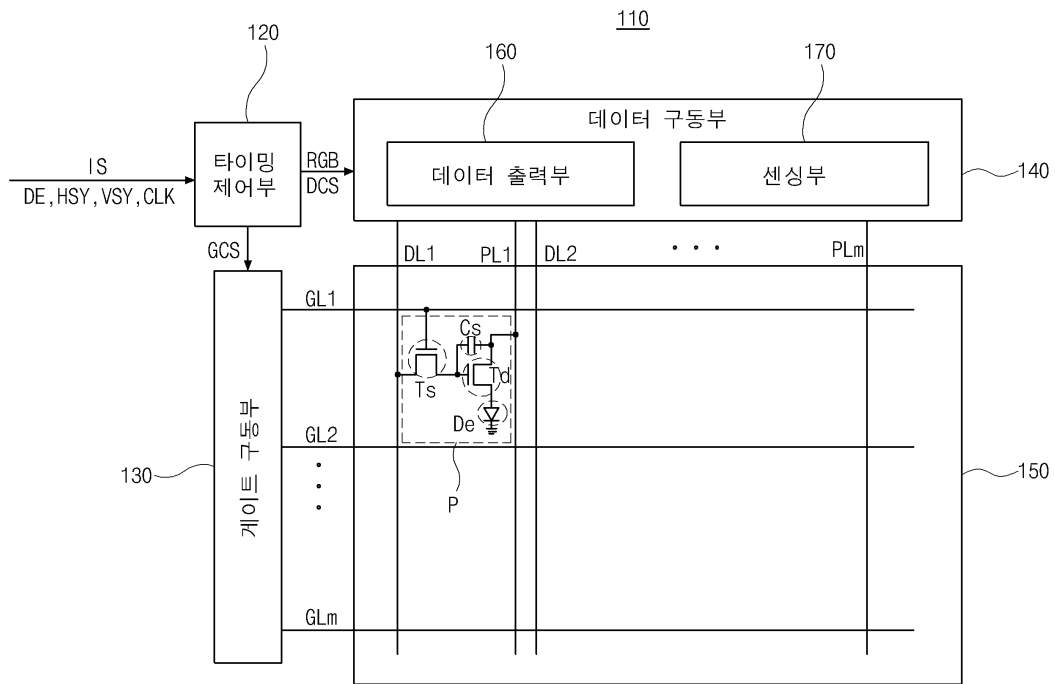 110
120
160
170
데이터 구동부
IS
DE,HSY,VSY,CLK
타이밍
제어부
RGB
DCS
데이터 출력부
센싱부
140
GCS
DL1
PL1
DL2
PLm
GL1
Cs
Ts
Td
De
GL2
P
130
게이트 구동부
150
GLm